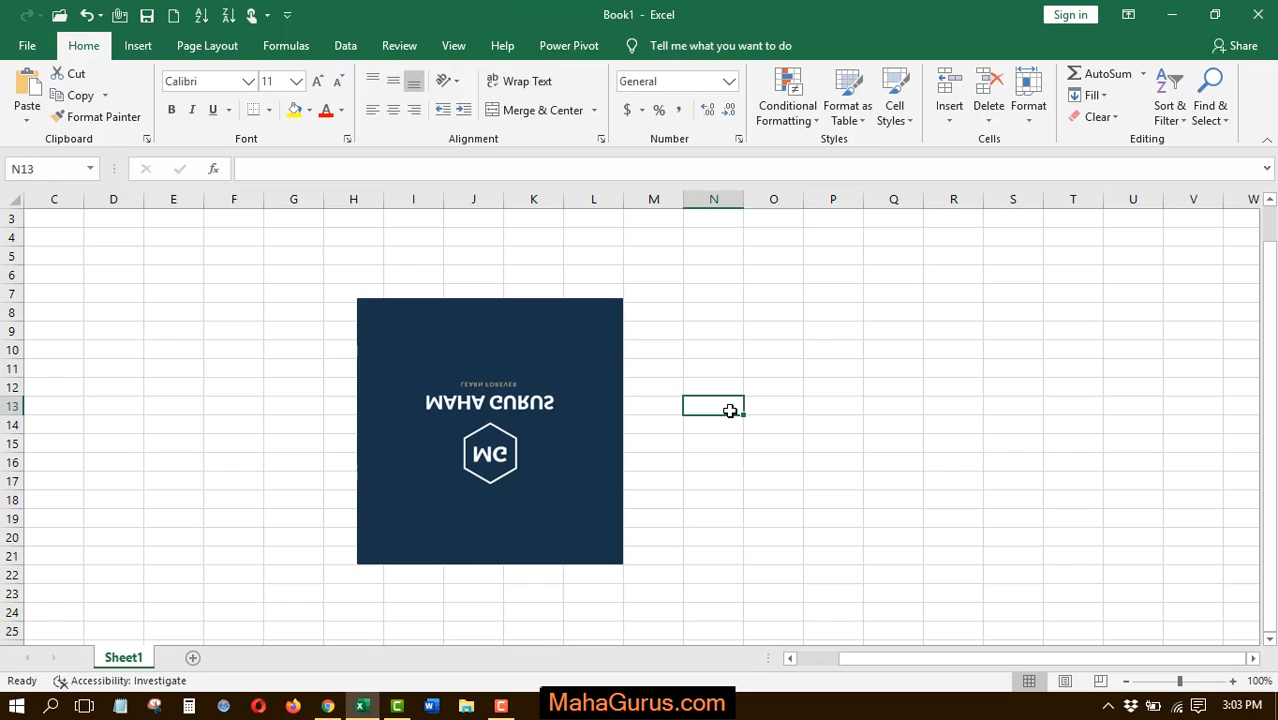 Book1 - Excel
Sign in
File Home Insert Page Layout Formulas Data Review View Help Power Pivot Tell me what you want to do Share
Paste
Cut
Copy
Format Painter
Clipboard
Calibri 11
B I U
Font
Wrap Text
Merge & Center
Alignment
General
$ % ,
Number
Conditional Formatting
Format as Table
Cell Styles
Styles
Insert
Delete
Format
Cells
AutoSum
Fill
Clear
Sort & Filter
Find & Select
Editing
N13
fx
C D E F G H I J K L M N O P Q R S T U V W
3
4
5
6
7
8
9
10
11
12
13
14
15
16
17
18
19
20
21
22
23
24
25
LEARN FOREVER
MAHA GURUS
MG
Sheet1
Ready
Accessibility: Investigate
100%
MahaGurus.com
3:03 PM